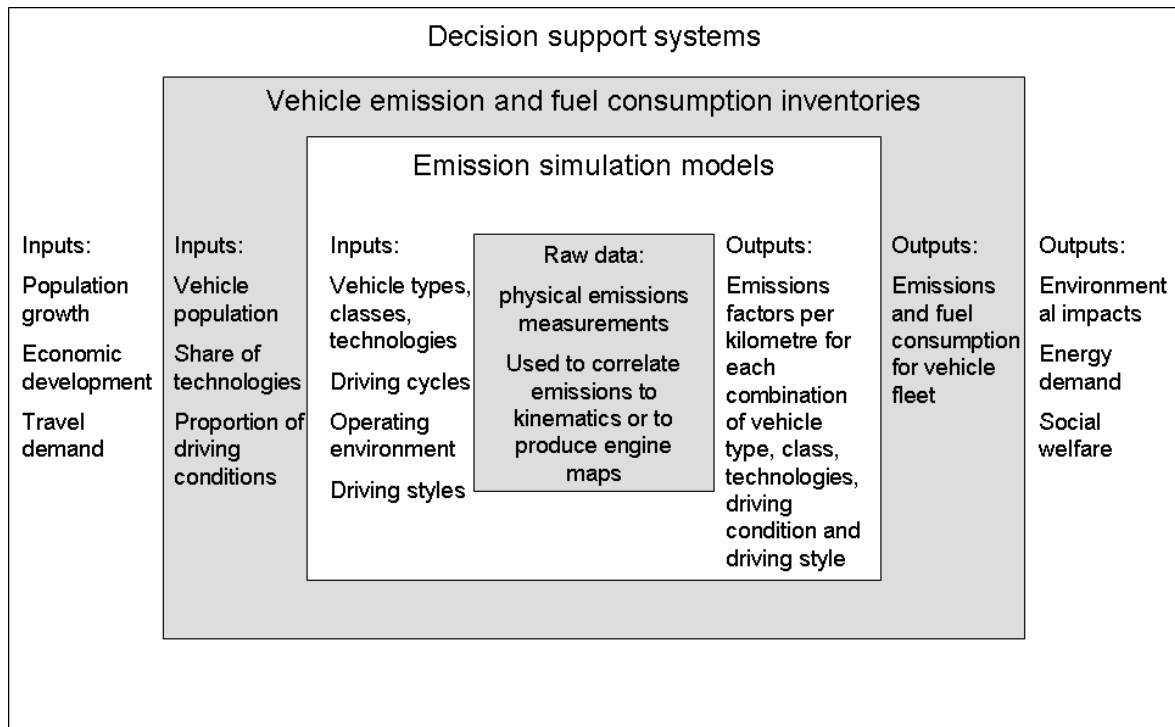 Decision support systems
Vehicle emission and fuel consumption inventories
Emission simulation models
Inputs:
Population
growth
Economic
development
Travel
demand
Inputs:
Vehicle
population
Share of
technologies
Proportion of
driving
conditions
Inputs:
Vehicle types,
classes,
technologies
Driving cycles
Operating
environment
Driving styles
Raw data:
physical emissions
measurements
Used to correlate
emissions to
kinematics or to
produce engine
maps
Outputs:
Emissions
factors per
kilometre for
each
combination
of vehicle
type, class,
technologies,
driving
condition and
driving style
Outputs:
Emissions
and fuel
consumption
for vehicle
fleet
Outputs:
Environment
al impacts
Energy
demand
Social
welfare